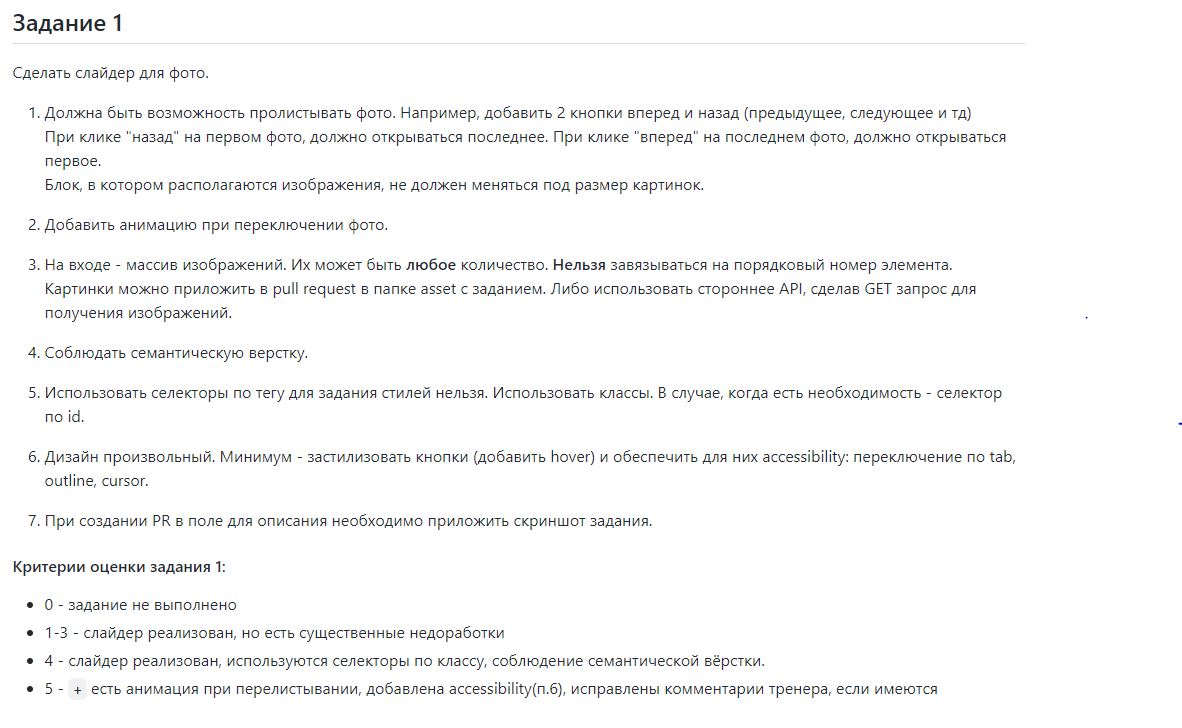 Задание 1
Сделать слайдер для фото.
1. Должна быть возможность пролистывать фото. Например, добавить 2 кнопки вперед и назад (предыдущее, следующее и тд)
При клике "назад" на первом фото, должно открываться последнее. При клике "вперед" на последнем фото, должно открываться
первое.
Блок, в котором располагаются изображения, не должен меняться под размер картинок.
2. Добавить анимацию при переключении фото.
3. На входе - массив изображений. Их может быть любое количество. Нельзя завязываться на порядковый номер элемента.
Картинки можно приложить в pull request в папке asset с заданием. Либо использовать стороннее API, сделав GET запрос для
получения изображений.
4. Соблюдать семантическую верстку.
5. Использовать селекторы по тегу для задания стилей нельзя. Использовать классы. В случае, когда есть необходимость - селектор
по id.
6. Дизайн произвольный. Минимум - застилизовать кнопки (добавить hover) и обеспечить для них accessibility: переключение по tab,
outline, cursor.
7. При создании PR в поле для описания необходимо приложить скриншот задания.
Критерии оценки задания 1:
• 0 - задание не выполнено
• 1-3 - слайдер реализован, но есть существенные недоработки
• 4 - слайдер реализован, используются селекторы по классу, соблюдение семантической вёрстки.
• 5 - + есть анимация при перелистывании, добавлена accessibility(п.6), исправлены комментарии тренера, если имеются